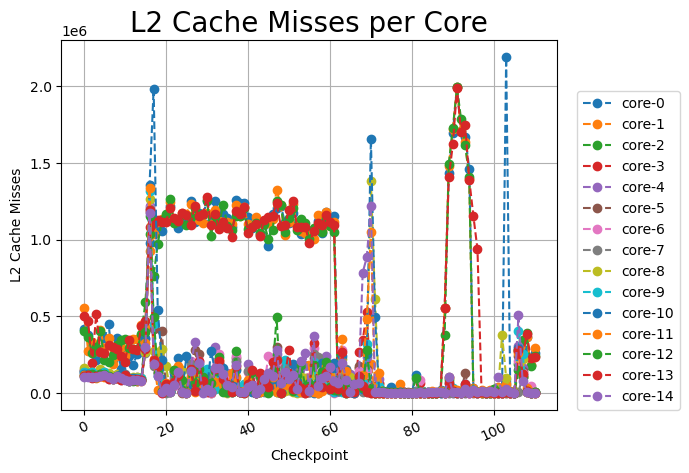 L2 Cache Misses per Core
1e6
2.0
1.5
1.0
0.5
0.0
L2 Cache Misses
0
20
40
60
80
100
Checkpoint
core-0
core-1
core-2
core-3
core-4
core-5
core-6
core-7
core-8
core-9
core-10
core-11
core-12
core-13
core-14